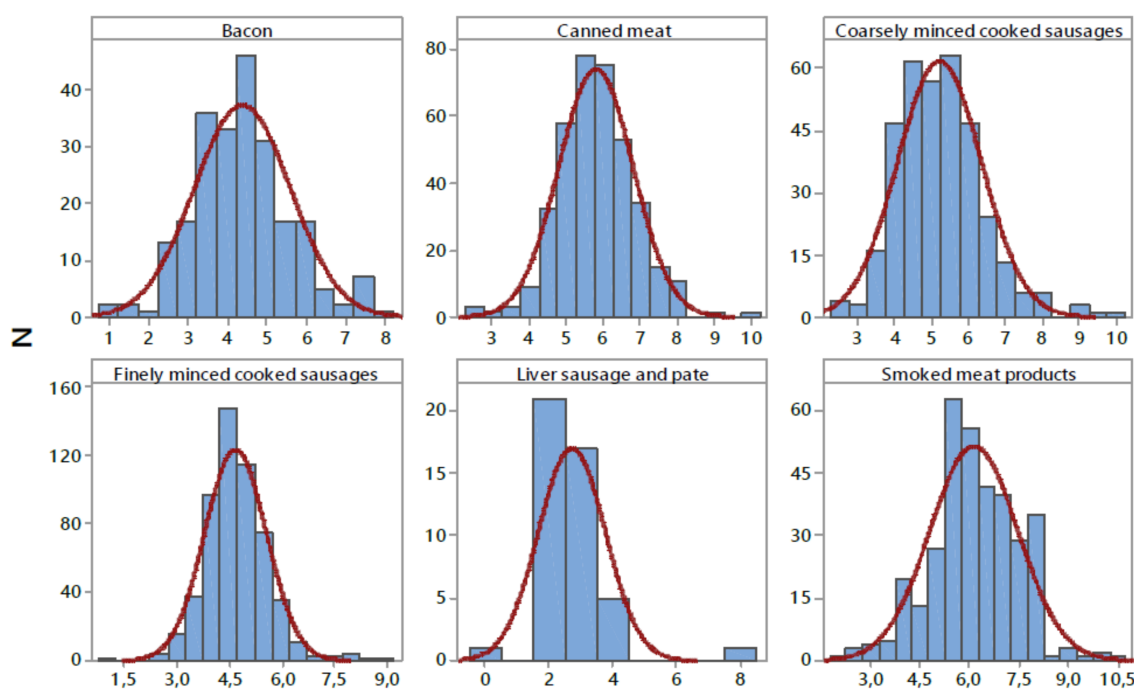 Bacon
Canned meat
Coarsely minced cooked sausages
40
30
20
10
0
1 2 3 4 5 6 7 8
80
60
40
20
0
3 4 5 6 7 8 9 10
60
45
30
15
0
3 4 5 6 7 8 9 10
N
Finely minced cooked sausages
Liver sausage and pate
Smoked meat products
160
120
80
40
0
1,5 3,0 4,5 6,0 7,5 9,0
20
15
10
5
0
0 2 4 6 8
60
45
30
15
0
3,0 4,5 6,0 7,5 9,0 10,5